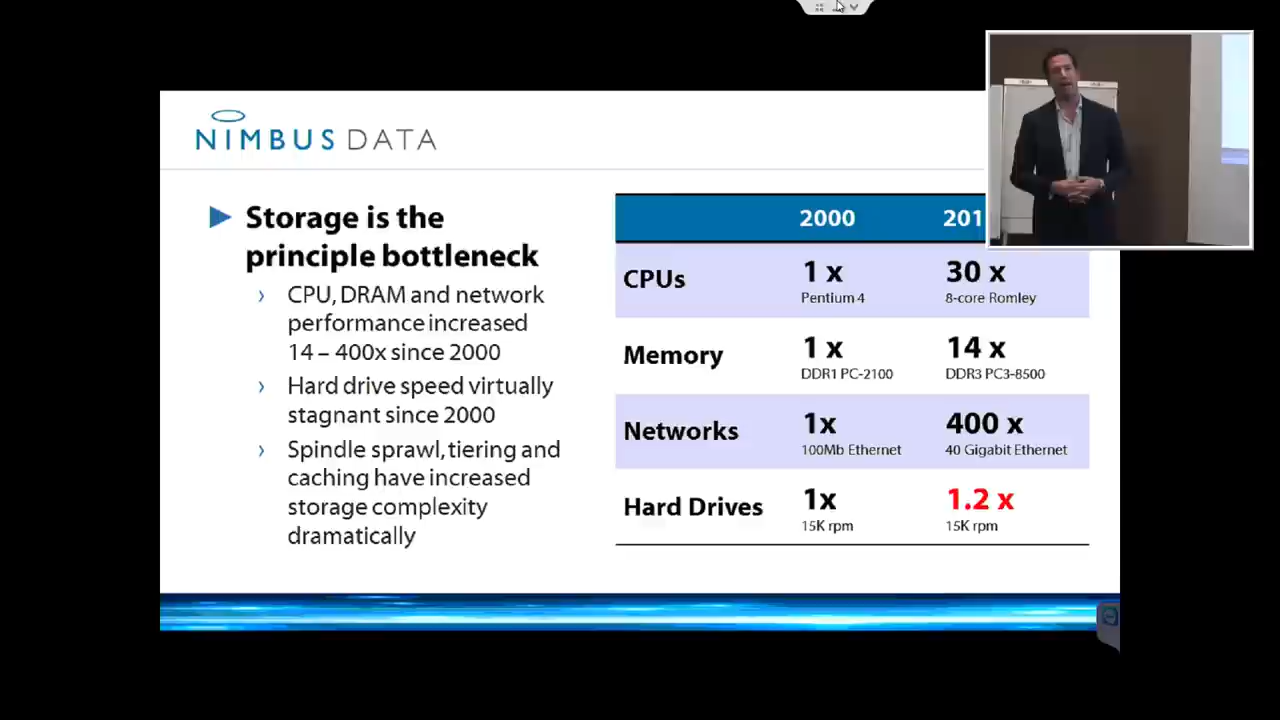 NIMBUS DATA
Storage is the
principle bottleneck
CPU, DRAM and network
performance increased
14 – 400x since 2000
Hard drive speed virtually
stagnant since 2000
Spindle sprawl, tiering and
caching have increased
storage complexity
dramatically
2000 201
CPUs 1 x 30 x
Pentium 4 8-core Romley
Memory 1 x 14 x
DDR1 PC-2100 DDR3 PC3-8500
Networks 1x 400 x
100Mb Ethernet 40 Gigabit Ethernet
Hard Drives 1x 1.2 x
15K rpm 15K rpm